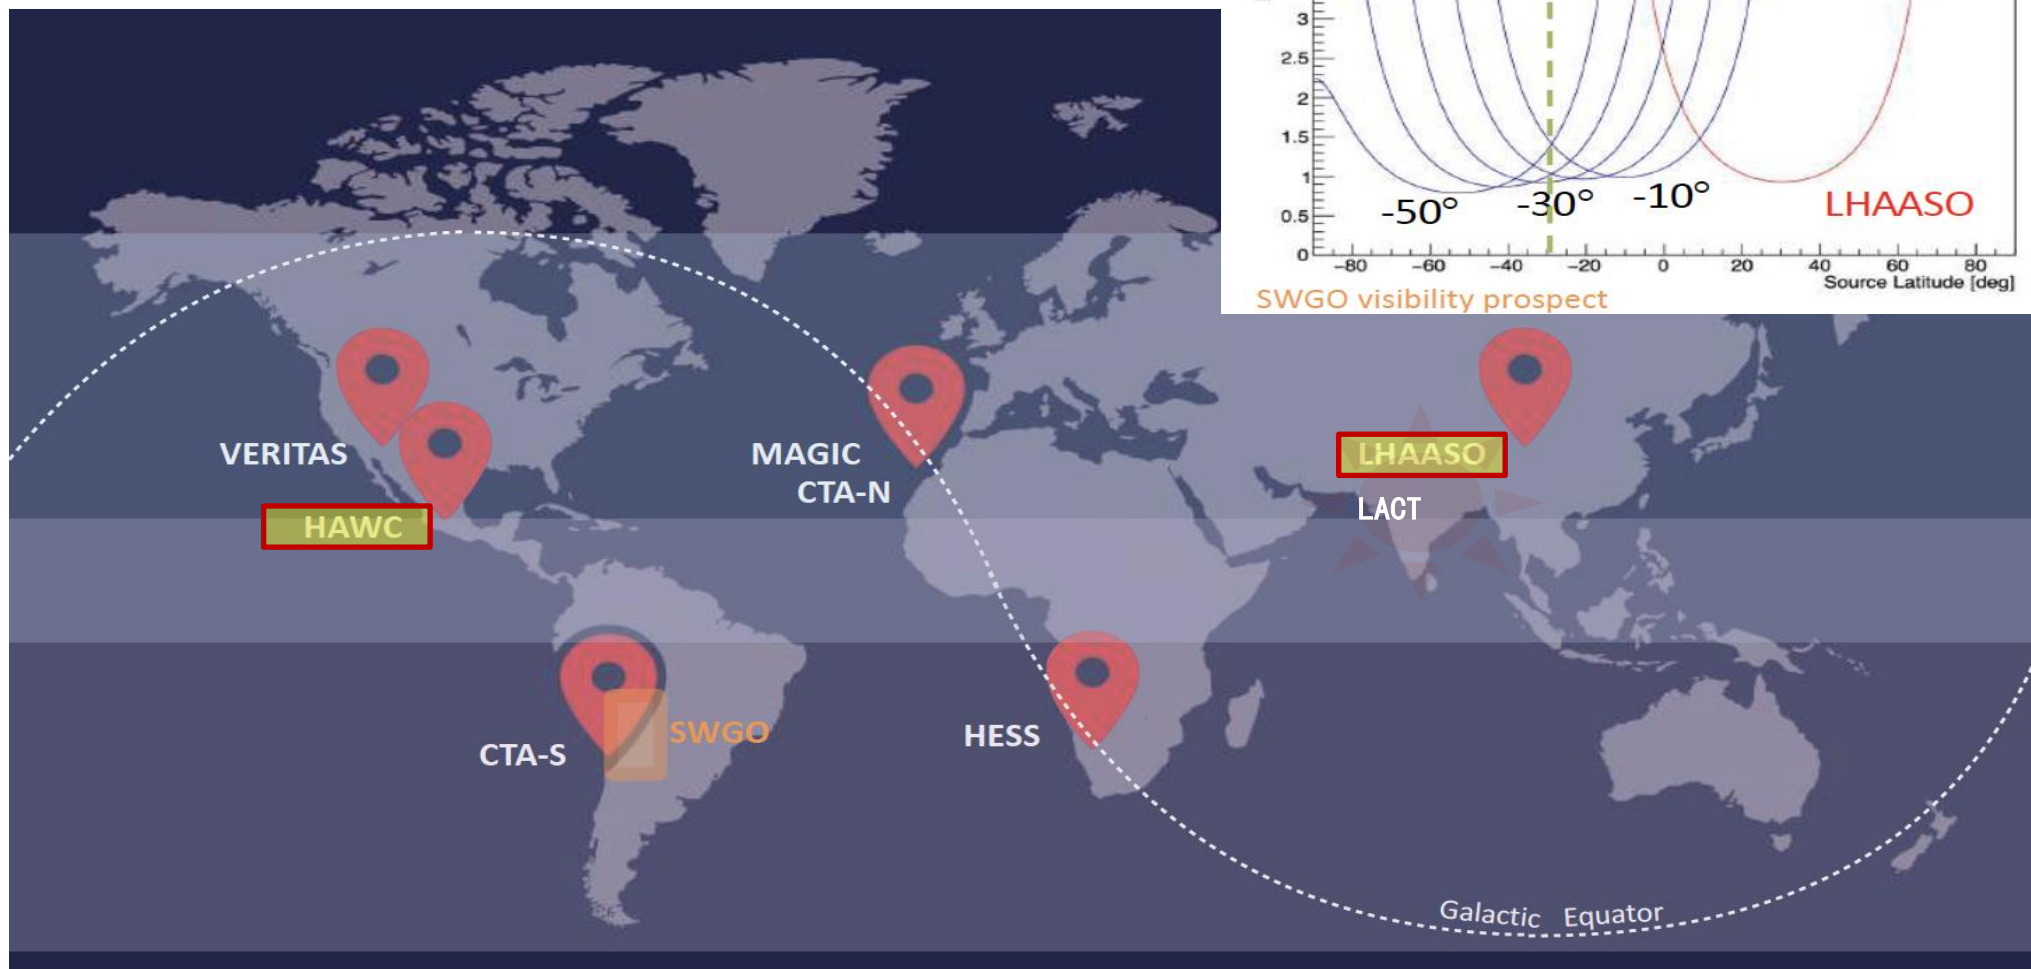 3
2.5
2
1.5
1
0.5
0
-50°
-30°
-10°
LHAASO
-80 -60 -40 -20 0 20 40 60 80
Source Latitude [deg]
SWGO visibility prospect
VERITAS
HAWC
MAGIC
CTA-N
LHAASO
LACT
SWGO
CTA-S
HESS
Galactic Equator